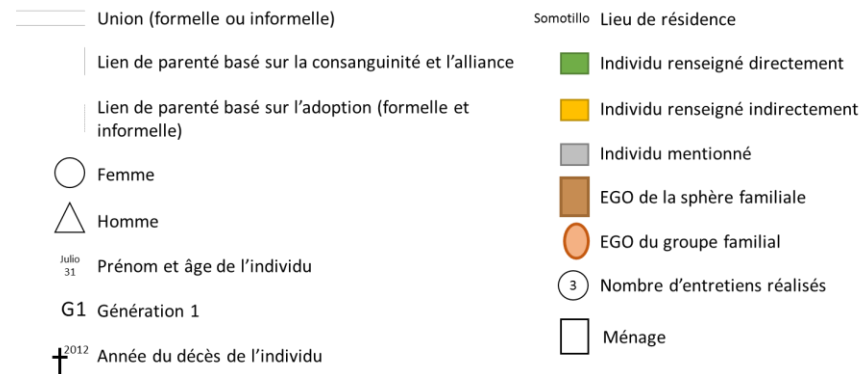 Union (formelle ou informelle)
Lien de parenté basé sur la consanguinité et l'alliance
Lien de parenté basé sur l'adoption (formelle et
informelle)
Femme
Homme
Julio
31
Prénom et âge de l'individu
G1 Génération 1
2012 Année du décès de l'individu
Somotillo Lieu de résidence
Individu renseigné directement
Individu renseigné indirectement
Individu mentionné
EGO de la sphère familiale
EGO du groupe familial
3 Nombre d'entretiens réalisés
Ménage